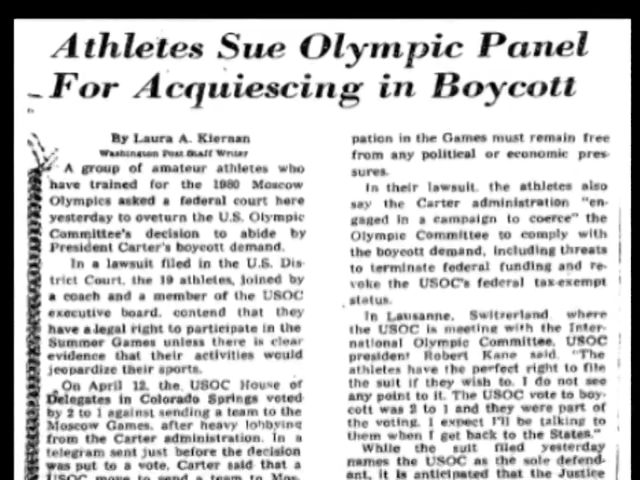 Athletes Sue Olympic Panel
For Acquiescing in Boycott
By Laura A. Kiernan
Washington Post Staff Writer
A group of amateur athletes who
have trained for the 1980 Moscow
Olympics asked a federal court here
yesterday to oveturn the U.S. Olympic
Committee's decision to abide by
President Carter's boycott demand.
In a lawsuit filed in the U.S. Dis-
trict Court, the 19 athletes, joined by
a coach and a member of the USOC
executive board, contend that they
have a legal right to participate in the
Summer Games unless there is clear
evidence that their activities would
jeopardize their sports.
On April 12, the USOC House of
Delegates in Colorado Springs voted
by 2 to 1 against sending a team to the
Moscow Games, after heavy lobbying
from the Carter administration. In a
telegram sent just before the decision
was put to a vote, Carter said that a
USOC move to send a team to Mos-
pation in the Games must remain free
from any political or economic pres-
sures.
In their lawsuit, the athletes also
say the Carter administration "en-
gaged in a campaign to coerce" the
Olympic Committee to comply with
the boycott demand, including threats
to terminate federal funding and re-
voke the USOC's federal tax-exempt
status.
In Lausanne, Switzerland, where
the USOC is meeting with the Inter-
national Olympic Committee, USOC
president Robert Kane said, "The
athletes have the perfect right to file
the suit if they wish to. I do not see
any point to it. The USOC vote to boy-
cott was 2 to 1 and they were part of
the voting. I expect I'll be talking to
them when I get back to the States."
While the suit filed yesterday
names the USOC as the sole defend-
ant, it is anticipated that the Justice